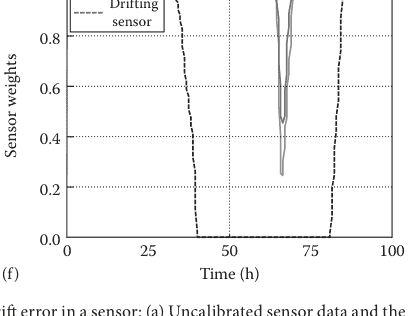 Drifting
sensor
0.8
0.6
0.4
0.2
0.0
Sensor weights
0
25
50
75
100
(f)
Time (h)
rift error in a sensor: (a) Uncalibrated sensor data and the